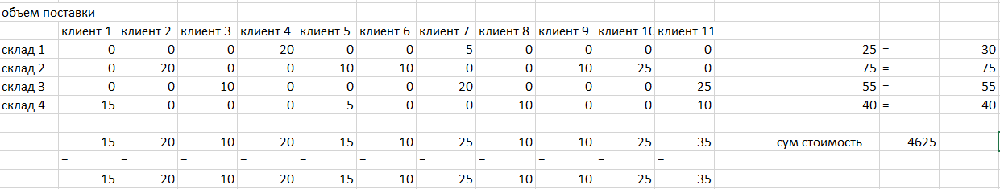 объем поставки
клиент 1 клиент 2 клиент 3 клиент 4 клиент 5 клиент 6 клиент 7 клиент 8 клиент 9 клиент 10 клиент 11
склад 1 0 0 0 20 0 0 5 0 0 0 0 25 = 30
склад 2 0 20 0 0 10 10 0 0 10 25 0 75 = 75
склад 3 0 0 10 0 0 0 20 0 0 0 25 55 = 55
склад 4 15 0 0 0 5 0 0 10 0 0 10 40 = 40
15 20 10 20 15 10 25 10 10 25 35 сум стоимость 4625
= = = = = = = = = = =
15 20 10 20 15 10 25 10 10 25 35